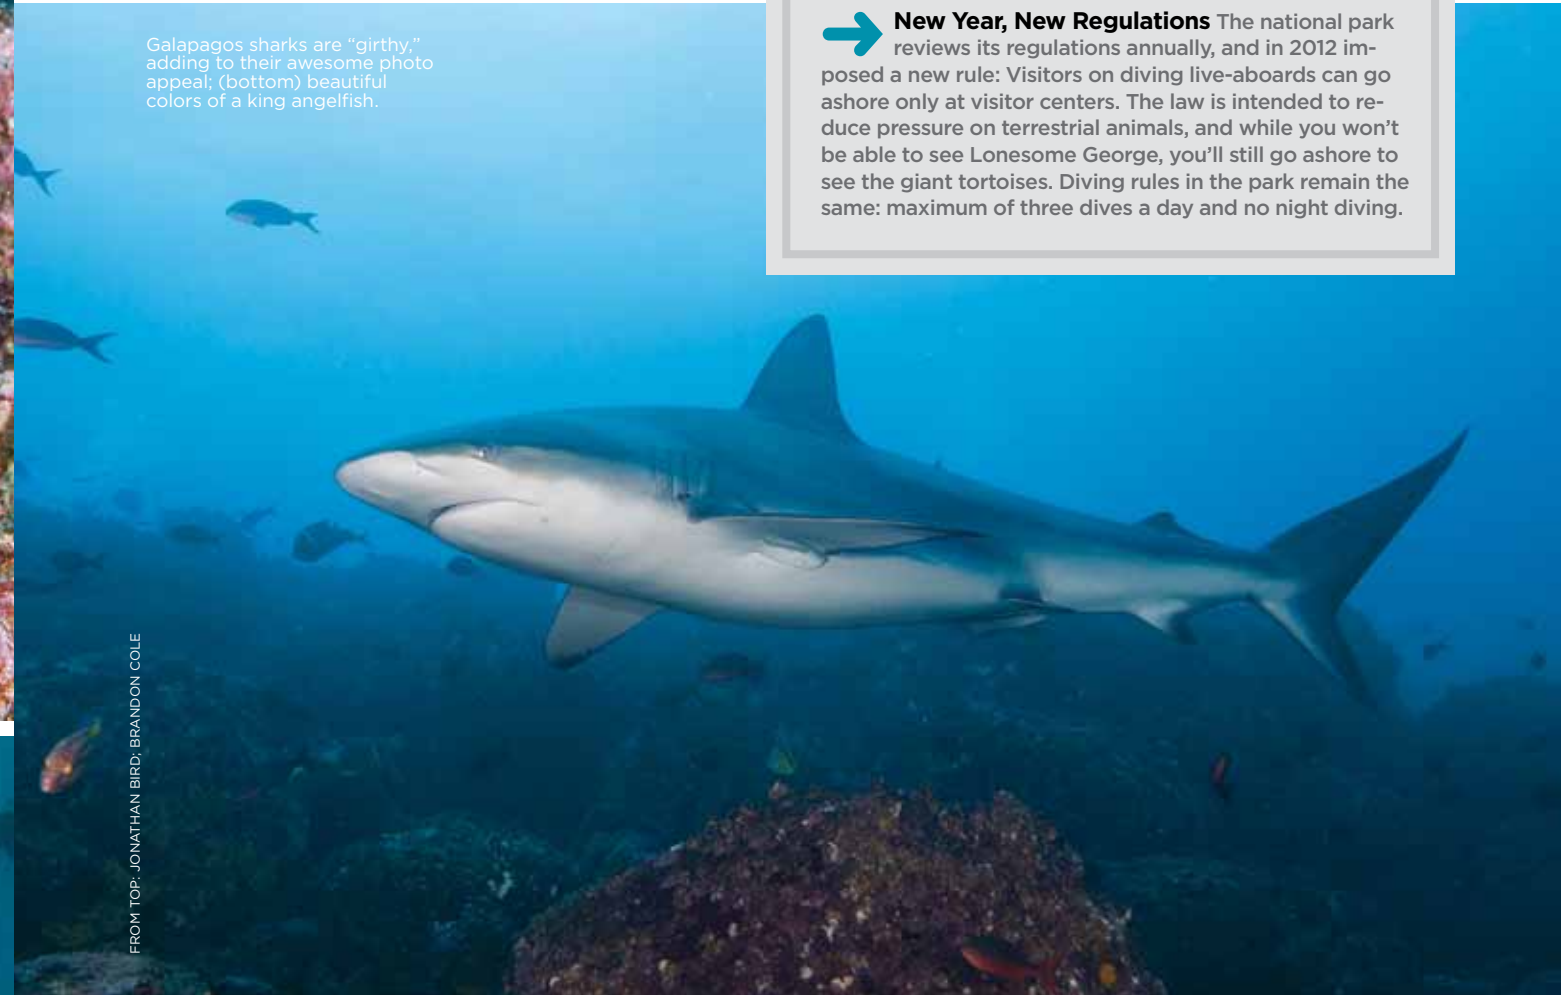 Galapagos sharks are “girthy,”
adding to their awesome photo
appeal; (bottom) beautiful
colors of a king angelfish.
New Year, New Regulations The national park
reviews its regulations annually, and in 2012 im-
posed a new rule: Visitors on diving live-aboards can go
ashore only at visitor centers. The law is intended to re-
duce pressure on terrestrial animals, and while you won’t
be able to see Lonesome George, you’ll still go ashore to
see the giant tortoises. Diving rules in the park remain the
same: maximum of three dives a day and no night diving.
FROM TOP: JONATHAN BIRD; BRANDON COLE